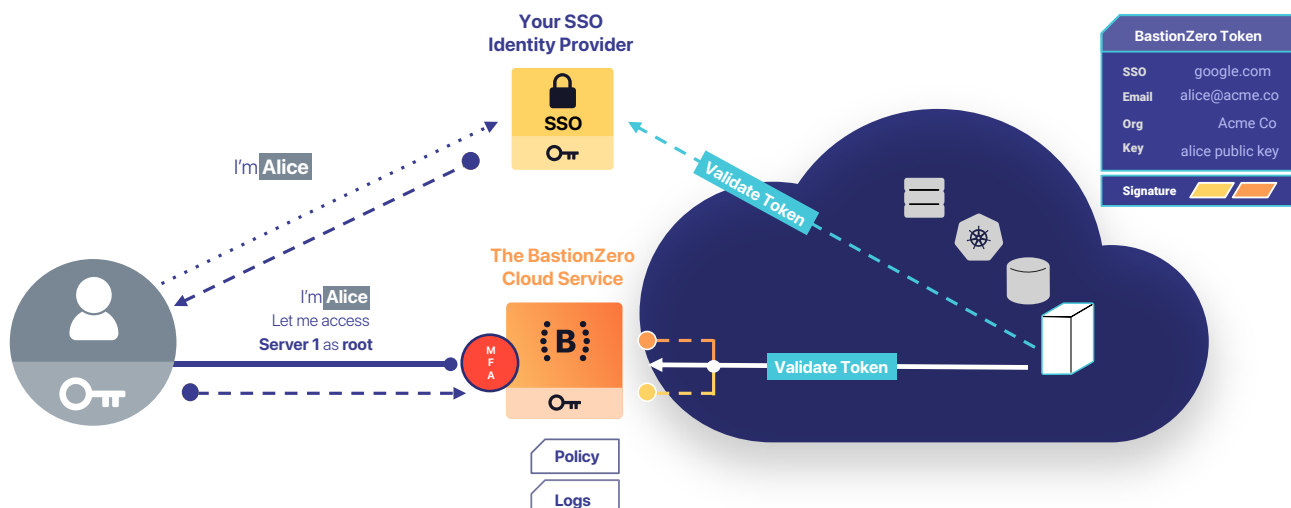 Your SSO
Identity Provider
SSO
I'm Alice
Validate Token
BastionZero Token
SSO google.com
Email alice@acme.co
Org Acme Co
Key alice public key
Signature
The BastionZero
Cloud Service
B
MFA
I'm Alice
Let me access
Server 1 as root
Validate Token
Policy
Logs